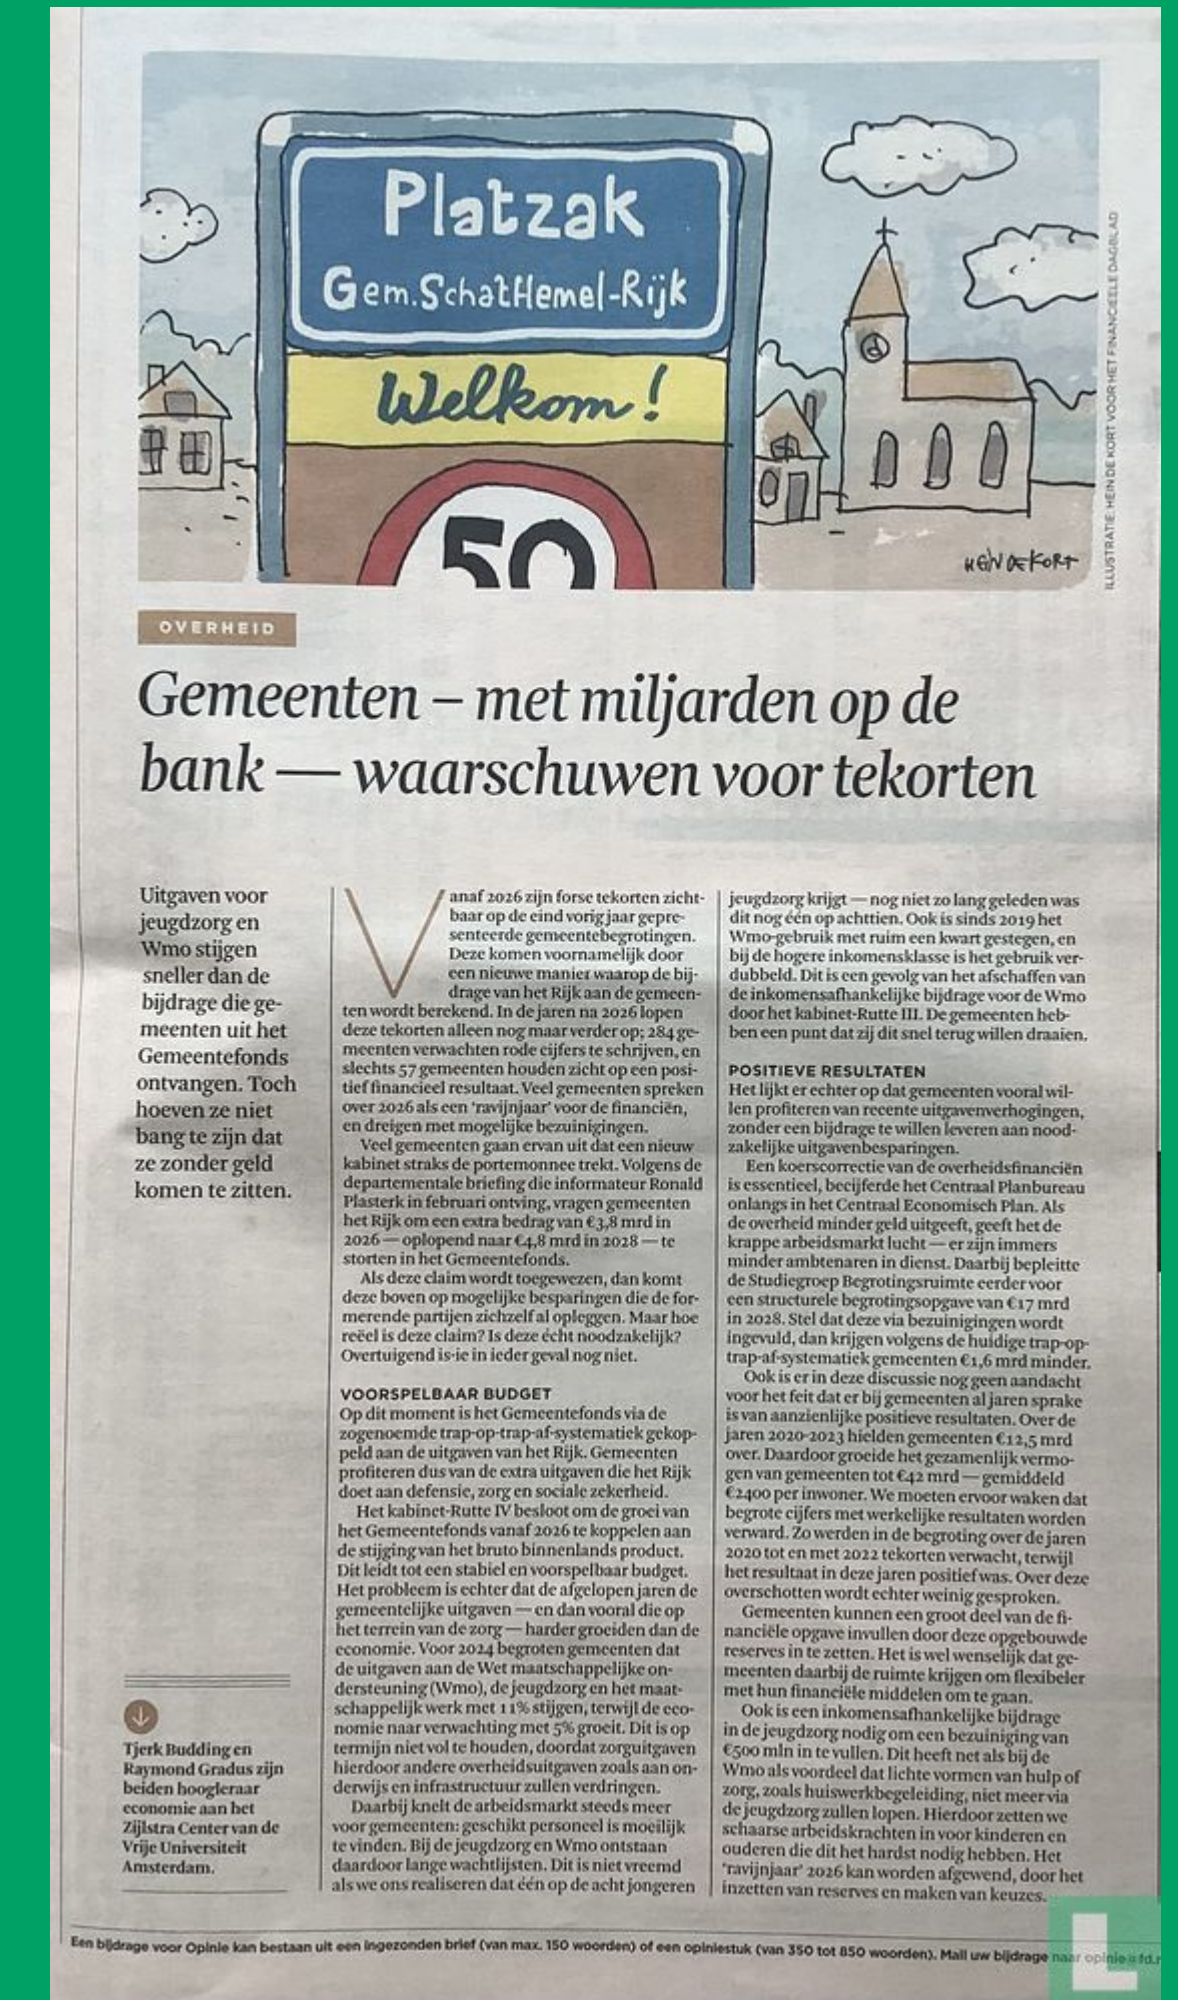 Platzak
Gem.SchatHemel-Rijk
Welkom!
50
HEIN DE KORT
ILLUSTRATIE: HEIN DE KORT VOOR HET FINANCIEELE DAGBLAD
OVERHEID
Gemeenten – met miljarden op de
bank — waarschuwen voor tekorten
Uitgaven voor
jeugdzorg en
Wmo stijgen
sneller dan de
bijdrage die ge-
meenten uit het
Gemeentefonds
ontvangen. Toch
hoeven ze niet
bang te zijn dat
ze zonder geld
komen te zitten.
Tjerk Budding en
Raymond Gradus zijn
beiden hoogleraar
economie aan het
Zijlstra Center van de
Vrije Universiteit
Amsterdam.
Vanaf 2026 zijn forse tekorten zicht-
baar op de eind vorig jaar gepre-
senteerde gemeentebegrotingen.
Deze komen voornamelijk door
een nieuwe manier waarop de bij-
drage van het Rijk aan de gemeen-
ten wordt berekend. In de jaren na 2026 lopen
deze tekorten alleen nog maar verder op; 284 ge-
meenten verwachten rode cijfers te schrijven, en
slechts 57 gemeenten houden zicht op een posi-
tief financieel resultaat. Veel gemeenten spreken
over 2026 als een 'ravijnjaar' voor de financiën,
en dreigen met mogelijke bezuinigingen.
Veel gemeenten gaan ervan uit dat een nieuw
kabinet straks de portemonnee trekt. Volgens de
departementale briefing die informateur Ronald
Plasterk in februari ontving, vragen gemeenten
het Rijk om een extra bedrag van €3,8 mrd in
2026 — oplopend naar €4,8 mrd in 2028 — te
storten in het Gemeentefonds.
Als deze claim wordt toegewezen, dan komt
deze boven op mogelijke besparingen die de for-
merende partijen zichzelf al opleggen. Maar hoe
reëel is deze claim? Is deze écht noodzakelijk?
Overtuigend is-ie in ieder geval nog niet.
VOORSPELBAAR BUDGET
Op dit moment is het Gemeentefonds via de
zogenoemde trap-op-trap-af-systematiek gekop-
peld aan de uitgaven van het Rijk. Gemeenten
profiteren dus van de extra uitgaven die het Rijk
doet aan defensie, zorg en sociale zekerheid.
Het kabinet-Rutte IV besloot om de groei van
het Gemeentefonds vanaf 2026 te koppelen aan
de stijging van het bruto binnenlands product.
Dit leidt tot een stabiel en voorspelbaar budget.
Het probleem is echter dat de afgelopen jaren de
gemeentelijke uitgaven — en dan vooral die op
het terrein van de zorg — harder groeiden dan de
economie. Voor 2024 begroten gemeenten dat
de uitgaven aan de Wet maatschappelijke on-
dersteuning (Wmo), de jeugdzorg en het maat-
schappelijk werk met 11% stijgen, terwijl de eco-
nomie naar verwachting met 5% groeit. Dit is op
termijn niet vol te houden, doordat zorguitgaven
hierdoor andere overheidsuitgaven zoals aan on-
derwijs en infrastructuur zullen verdringen.
Daarbij knelt de arbeidsmarkt steeds meer
voor gemeenten: geschikt personeel is moeilijk
te vinden. Bij de jeugdzorg en Wmo ontstaan
daardoor lange wachtlijsten. Dit is niet vreemd
als we ons realiseren dat één op de acht jongeren
jeugdzorg krijgt — nog niet zo lang geleden was
dit nog één op achttien. Ook is sinds 2019 het
Wmo-gebruik met ruim een kwart gestegen, en
bij de hogere inkomensklasse is het gebruik ver-
dubbeld. Dit is een gevolg van het afschaffen van
de inkomensafhankelijke bijdrage voor de Wmo
door het kabinet-Rutte III. De gemeenten heb-
ben een punt dat zij dit snel terug willen draaien.
POSITIEVE RESULTATEN
Het lijkt er echter op dat gemeenten vooral wil-
len profiteren van recente uitgavenverhogingen,
zonder een bijdrage te willen leveren aan nood-
zakelijke uitgavenbesparingen.
Een koerscorrectie van de overheidsfinanciën
is essentieel, becijferde het Centraal Planbureau
onlangs in het Centraal Economisch Plan. Als
de overheid minder geld uitgeeft, geeft het de
krappe arbeidsmarkt lucht — er zijn immers
minder ambtenaren in dienst. Daarbij bepleitte
de Studiegroep Begrotingsruimte eerder voor
een structurele begrotingsopgave van €17 mrd
in 2028. Stel dat deze via bezuinigingen wordt
ingevuld, dan krijgen volgens de huidige trap-op-
trap-af-systematiek gemeenten €1,6 mrd minder.
Ook is er in deze discussie nog geen aandacht
voor het feit dat er bij gemeenten al jaren sprake
is van aanzienlijke positieve resultaten. Over de
jaren 2020-2023 hielden gemeenten €12,5 mrd
over. Daardoor groeide het gezamenlijk vermo-
gen van gemeenten tot €42 mrd — gemiddeld
€2400 per inwoner. We moeten ervoor waken dat
begrote cijfers met werkelijke resultaten worden
verward. Zo werden in de begroting over de jaren
2020 tot en met 2022 tekorten verwacht, terwijl
het resultaat in deze jaren positief was. Over deze
overschotten wordt echter weinig gesproken.
Gemeenten kunnen een groot deel van de fi-
nanciële opgave invullen door deze opgebouwde
reserves in te zetten. Het is wel wenselijk dat ge-
meenten daarbij de ruimte krijgen om flexibeler
met hun financiële middelen om te gaan.
Ook is een inkomensafhankelijke bijdrage
in de jeugdzorg nodig om een bezuiniging van
€500 mln in te vullen. Dit heeft net als bij de
Wmo als voordeel dat lichte vormen van hulp of
zorg, zoals huiswerkbegeleiding, niet meer via
de jeugdzorg zullen lopen. Hierdoor zetten we
schaarse arbeidskrachten in voor kinderen en
ouderen die dit het hardst nodig hebben. Het
'ravijnjaar' 2026 kan worden afgewend, door het
inzetten van reserves en maken van keuzes.
Een bijdrage voor Opinie kan bestaan uit een ingezonden brief (van max. 150 woorden) of een opiniestuk (van 350 tot 850 woorden). Mail uw bijdrage naar opinie@fd.n
L